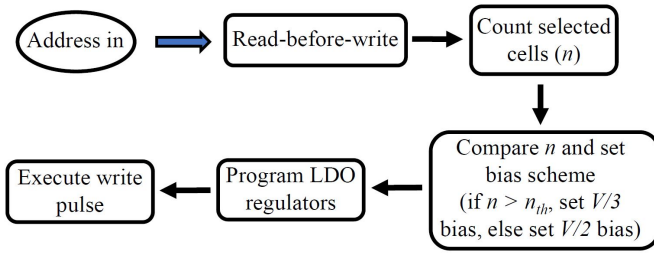 Address in
Read-before-write
Count selected
cells (n)
Compare n and set
bias scheme
(if n > nth, set V/3
bias, else set V/2 bias)
Program LDO
regulators
Execute write
pulse